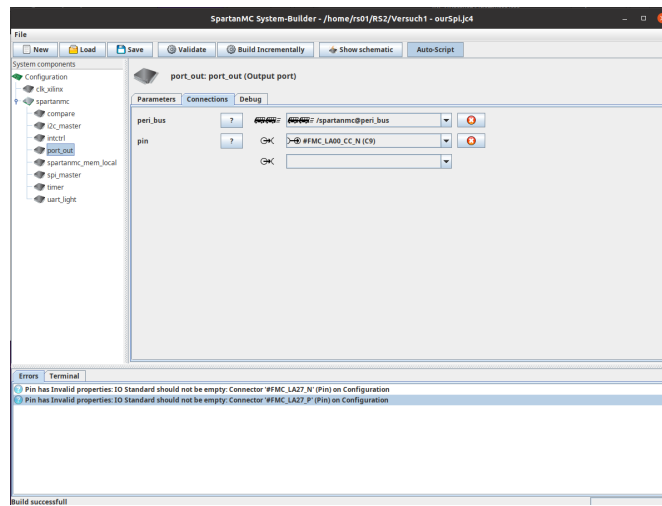 SpartanMC System-Builder - /home/rs01/RS2/Versuch1 - ourSpi.jc4
File
New Load Save Validate Build Incrementally Show schematic Auto-Script
System components
Configuration
clk_xilinx
spartanmc
compare
i2c_master
intctrl
port_out
spartanmc_mem_local
spi_master
timer
uart_light
port_out: port_out (Output port)
Parameters Connections Debug
peri_bus ? /spartanmc@peri_bus
pin ? #FMC_LA00_CC_N (C9)
Errors Terminal
Pin has Invalid properties: IO Standard should not be empty: Connector '#FMC_LA27_N' (Pin) on Configuration
Pin has Invalid properties: IO Standard should not be empty: Connector '#FMC_LA27_P' (Pin) on Configuration
Build successfull